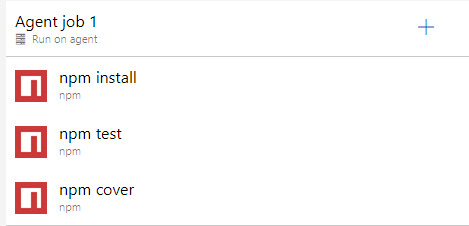 Agent job 1
Run on agent
npm install
npm
npm test
npm
npm cover
npm